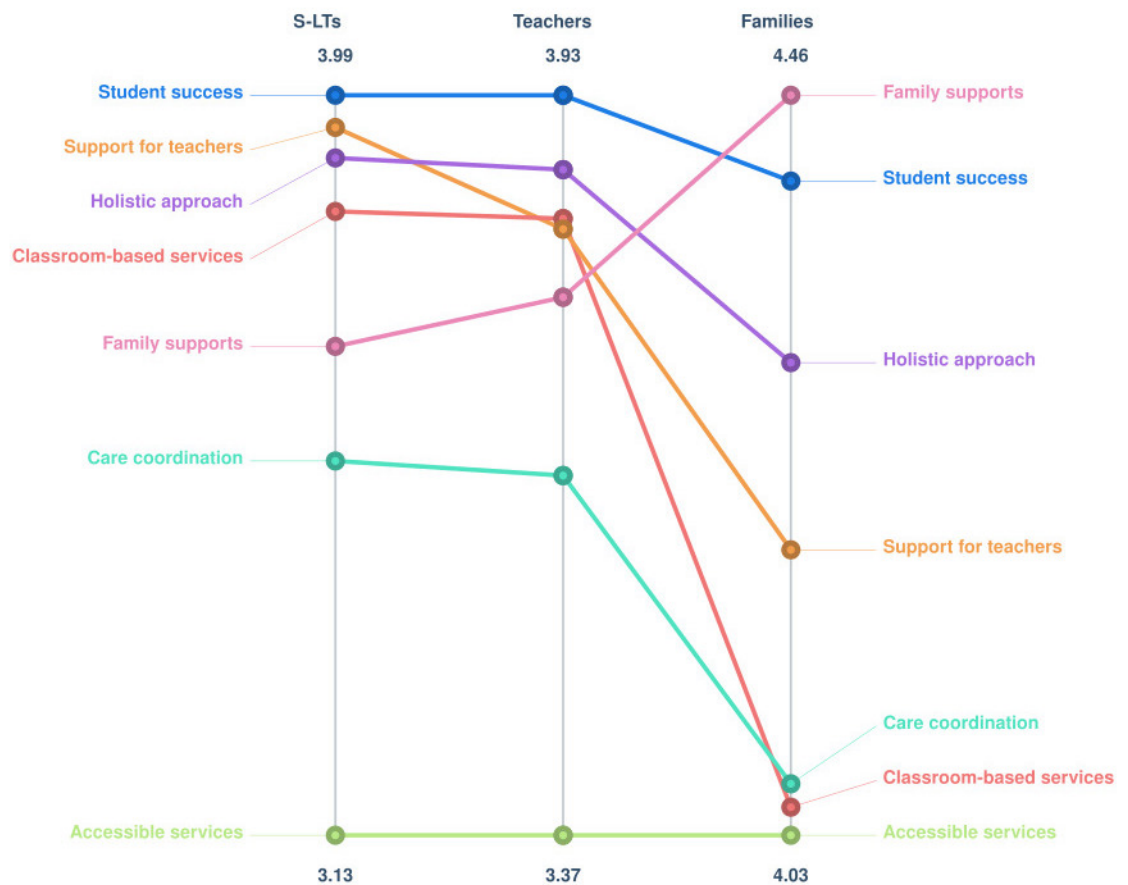 S-LTs
Teachers
Families
3.99
3.93
4.46
Student success
Support for teachers
Holistic approach
Classroom-based services
Family supports
Care coordination
Accessible services
Family supports
Student success
Holistic approach
Support for teachers
Care coordination
Classroom-based services
Accessible services
3.13
3.37
4.03